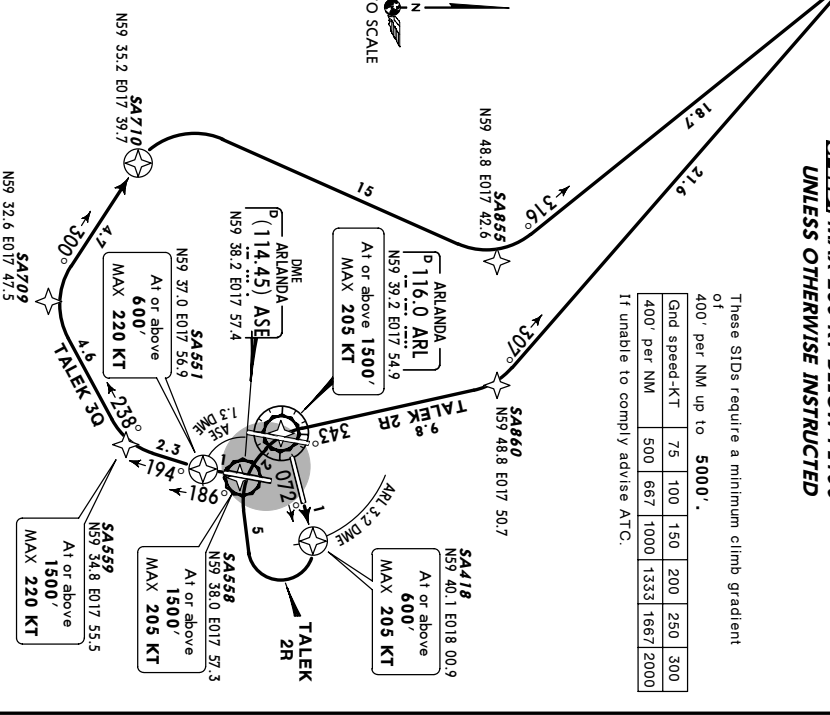 UNLESS OTHERWISE INSTRUCTED
These SIDs require a minimum climb gradient
of
400' per NM up to 5000'.
Gnd speed-KT 75 100 150 200 250 300
400' per NM 500 667 1000 1333 1667 2000
If unable to comply advise ATC.
N
O SCALE
18.7
21.6
316°
307°
SA855
N59 48.8 E017 42.6
SA860
N59 48.8 E017 50.7
15
9.8
TALEK 2R
343°
SA710
N59 35.2 E017 39.7
4.7
300°
SA709
N59 32.6 E017 47.5
4.6
TALEK 3Q
238°
2.3
194°
186°
1
ASE
1.3 DME
2
072°
1
5
ARL 3.2 DME
TALEK
2R
ARLANDA
D 116.0 ARL
N59 39.2 E017 54.9
At or above 1500'
MAX 205 KT
DME
ARLANDA
D (114.45) ASE
N59 38.2 E017 57.4
SA551
N59 37.0 E017 56.9
At or above
600'
MAX 220 KT
SA418
N59 40.1 E018 00.9
At or above
600'
MAX 205 KT
SA558
N59 38.0 E017 57.3
At or above
1500'
MAX 205 KT
SA559
N59 34.8 E017 55.5
At or above
1500'
MAX 220 KT